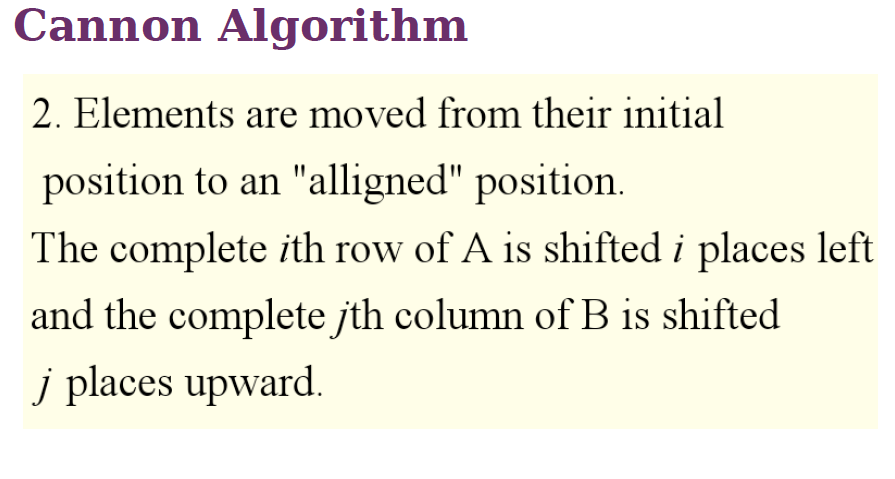 Cannon Algorithm
2. Elements are moved from their initial
position to an "alligned" position.
The complete ith row of A is shifted i places left
and the complete jth column of B is shifted
j places upward.